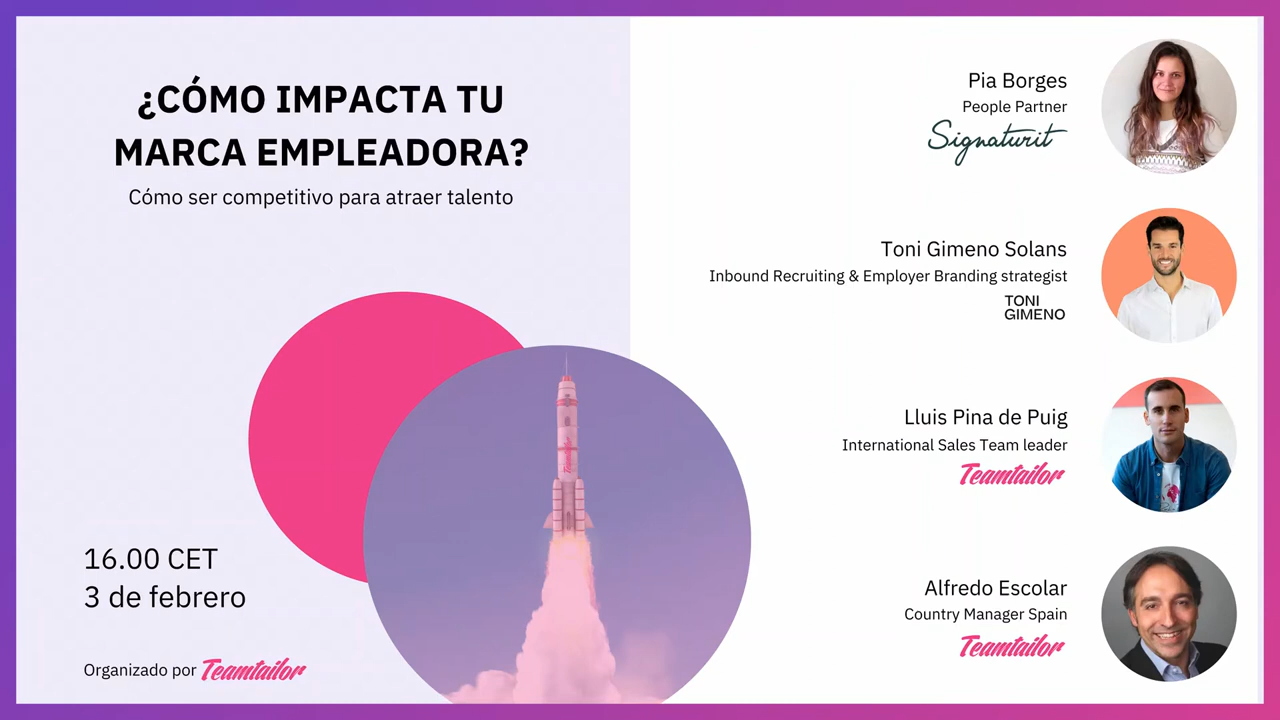 ¿CÓMO IMPACTA TU
MARCA EMPLEADORA?
Cómo ser competitivo para atraer talento
16.00 CET
3 de febrero
Organizado por Teamtailor
Pia Borges
People Partner
Signaturit
Toni Gimeno Solans
Inbound Recruiting & Employer Branding strategist
TONI
GIMENO
Lluis Pina de Puig
International Sales Team leader
Teamtailor
Alfredo Escolar
Country Manager Spain
Teamtailor